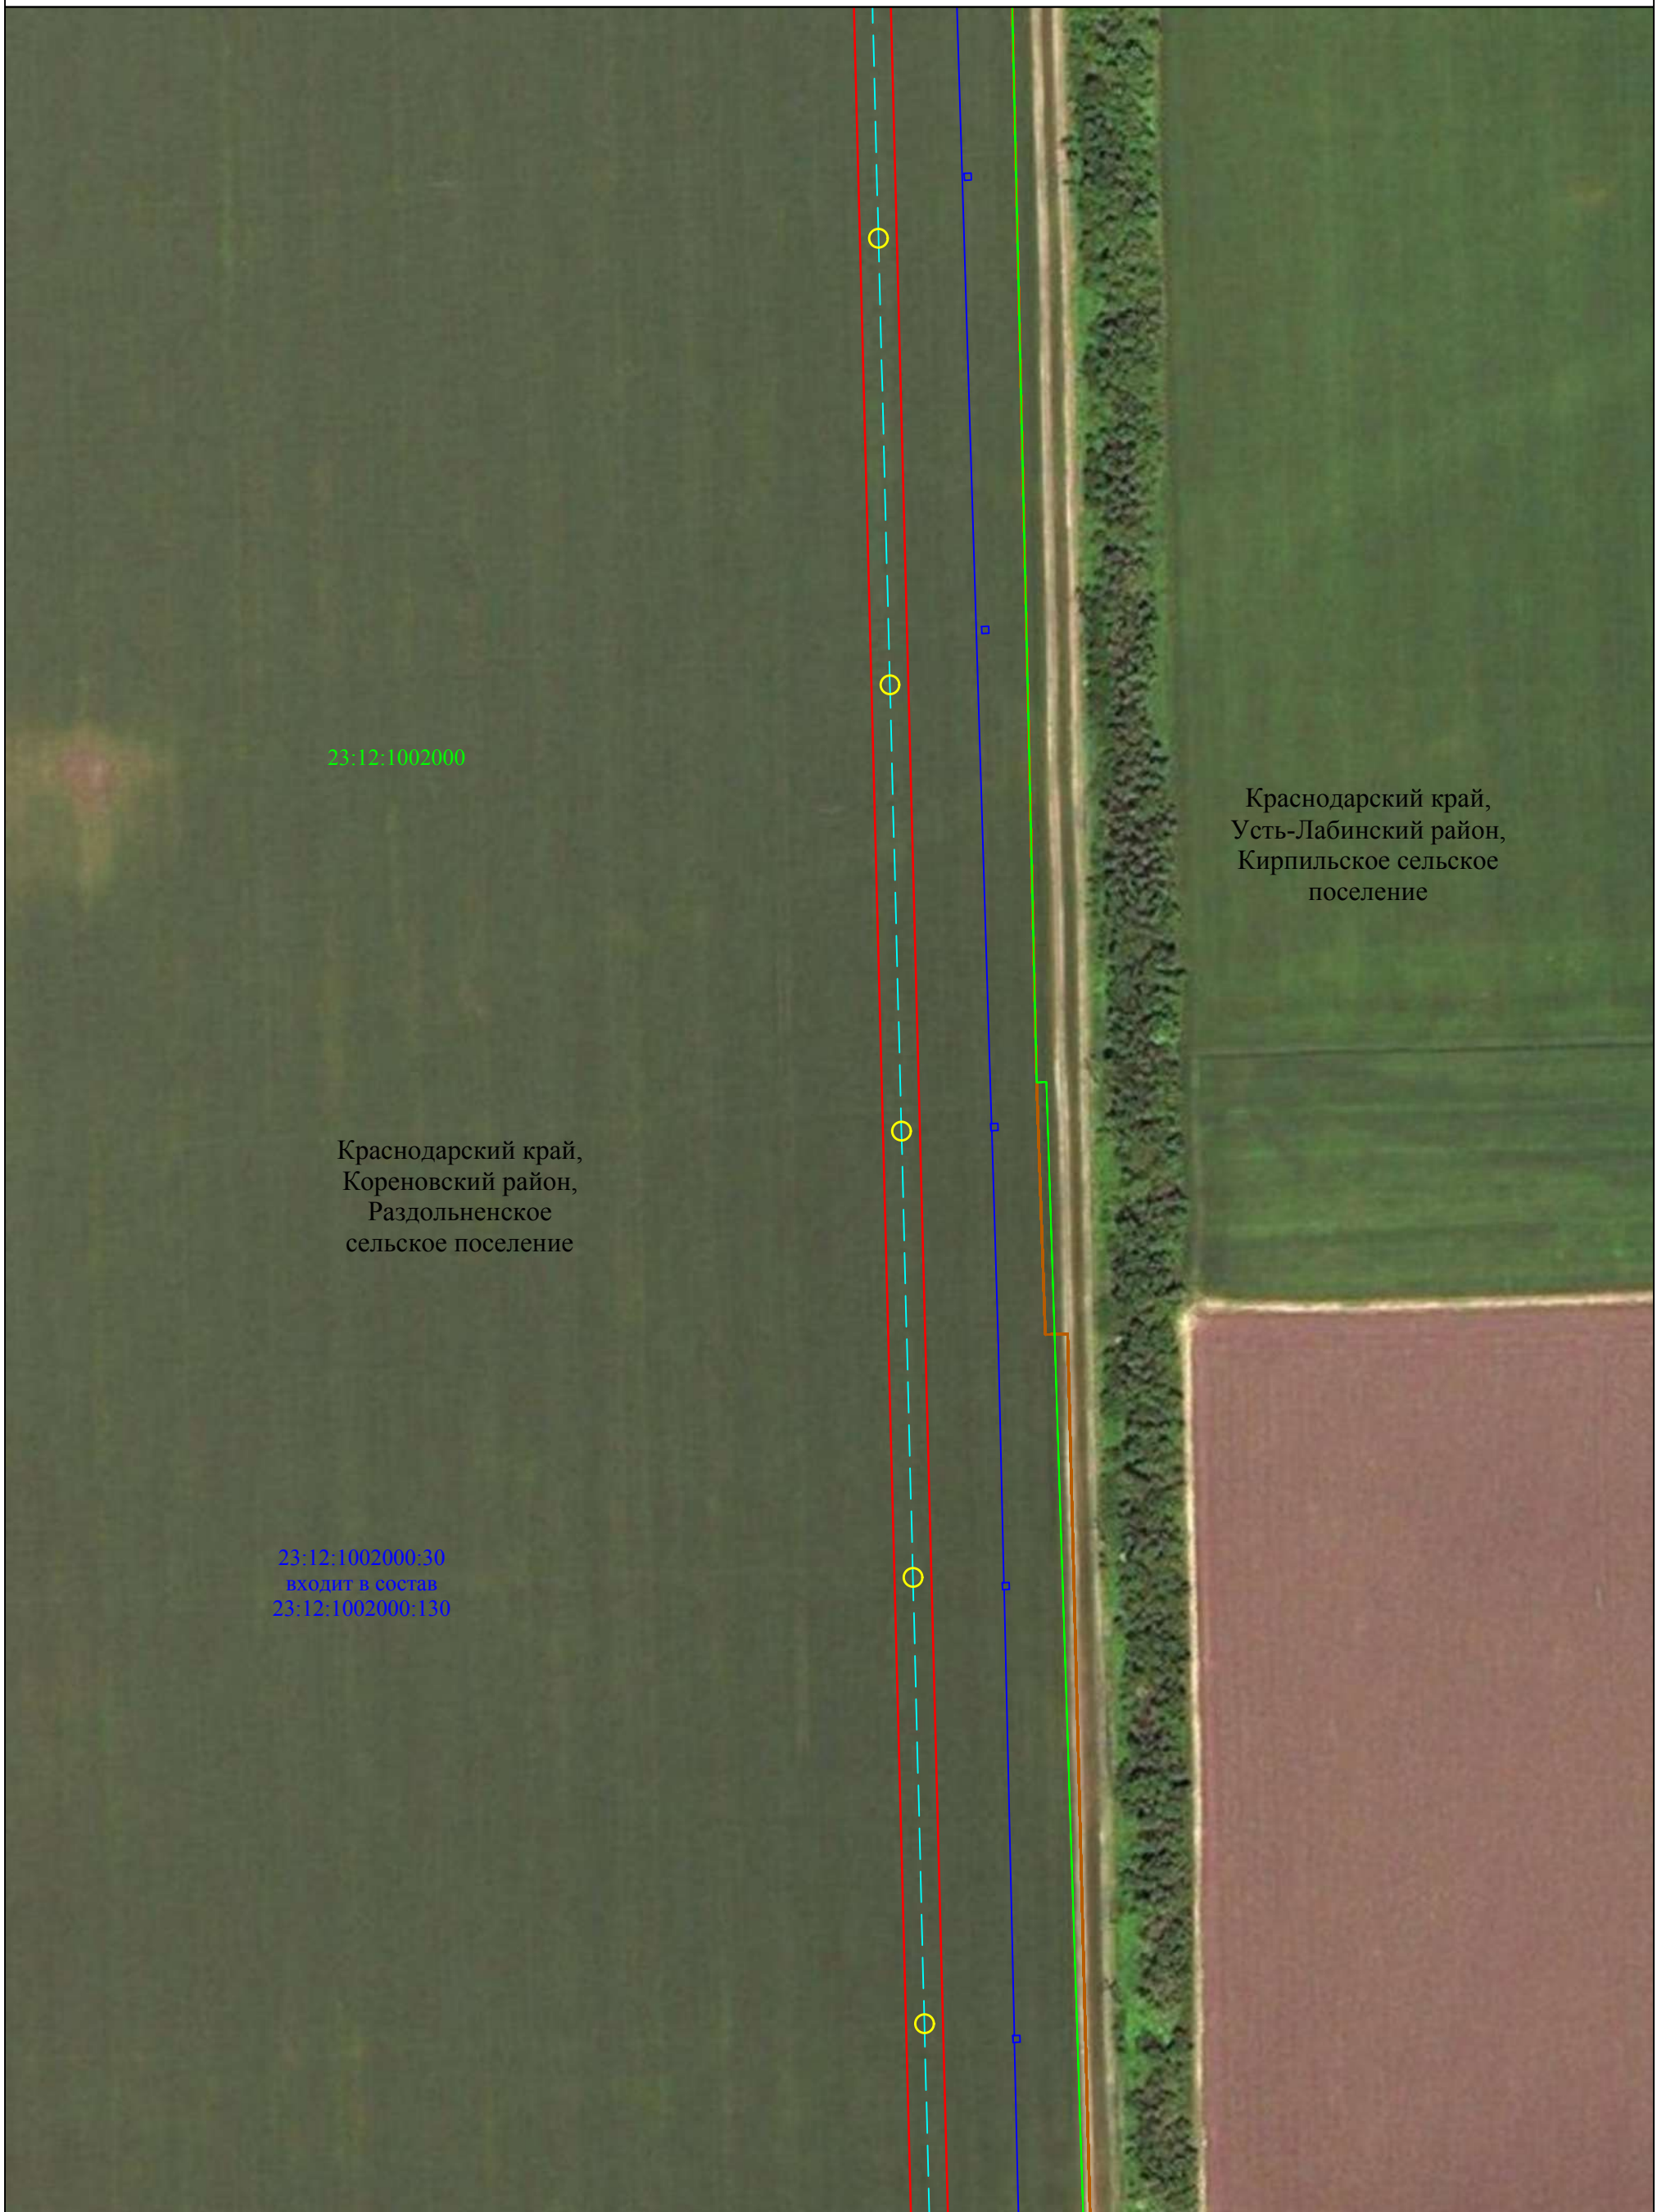 23:12:1002000
Краснодарский край,
Усть-Лабинский район,
Кирпильское сельское
поселение
Краснодарский край,
Кореновский район,
Раздольненское
сельское поселение
23:12:1002000:30
входит в состав
23:12:1002000:130